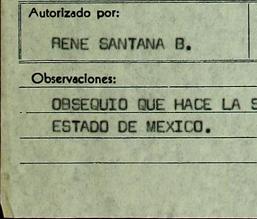 Autorizado por:
RENE SANTANA B.
Observaciones:
OBSEQUIO QUE HACE LA
ESTADO DE MEXICO.